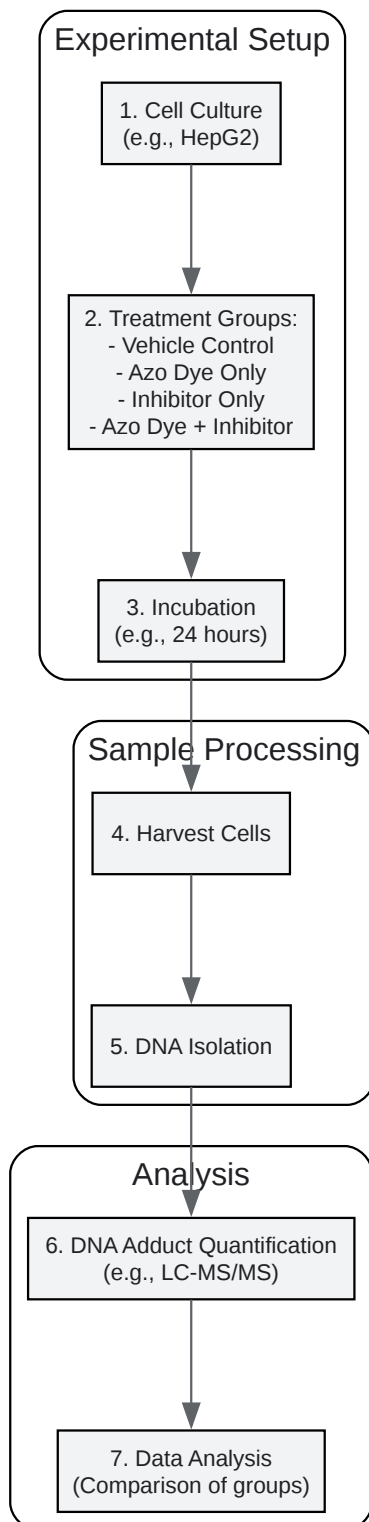 Experimental Setup
1. Cell Culture
(e.g., HepG2)
2. Treatment Groups:
- Vehicle Control
- Azo Dye Only
- Inhibitor Only
- Azo Dye + Inhibitor
3. Incubation
(e.g., 24 hours)
Sample Processing
4. Harvest Cells
5. DNA Isolation
Analysis
6. DNA Adduct Quantification
(e.g., LC-MS/MS)
7. Data Analysis
(Comparison of groups)